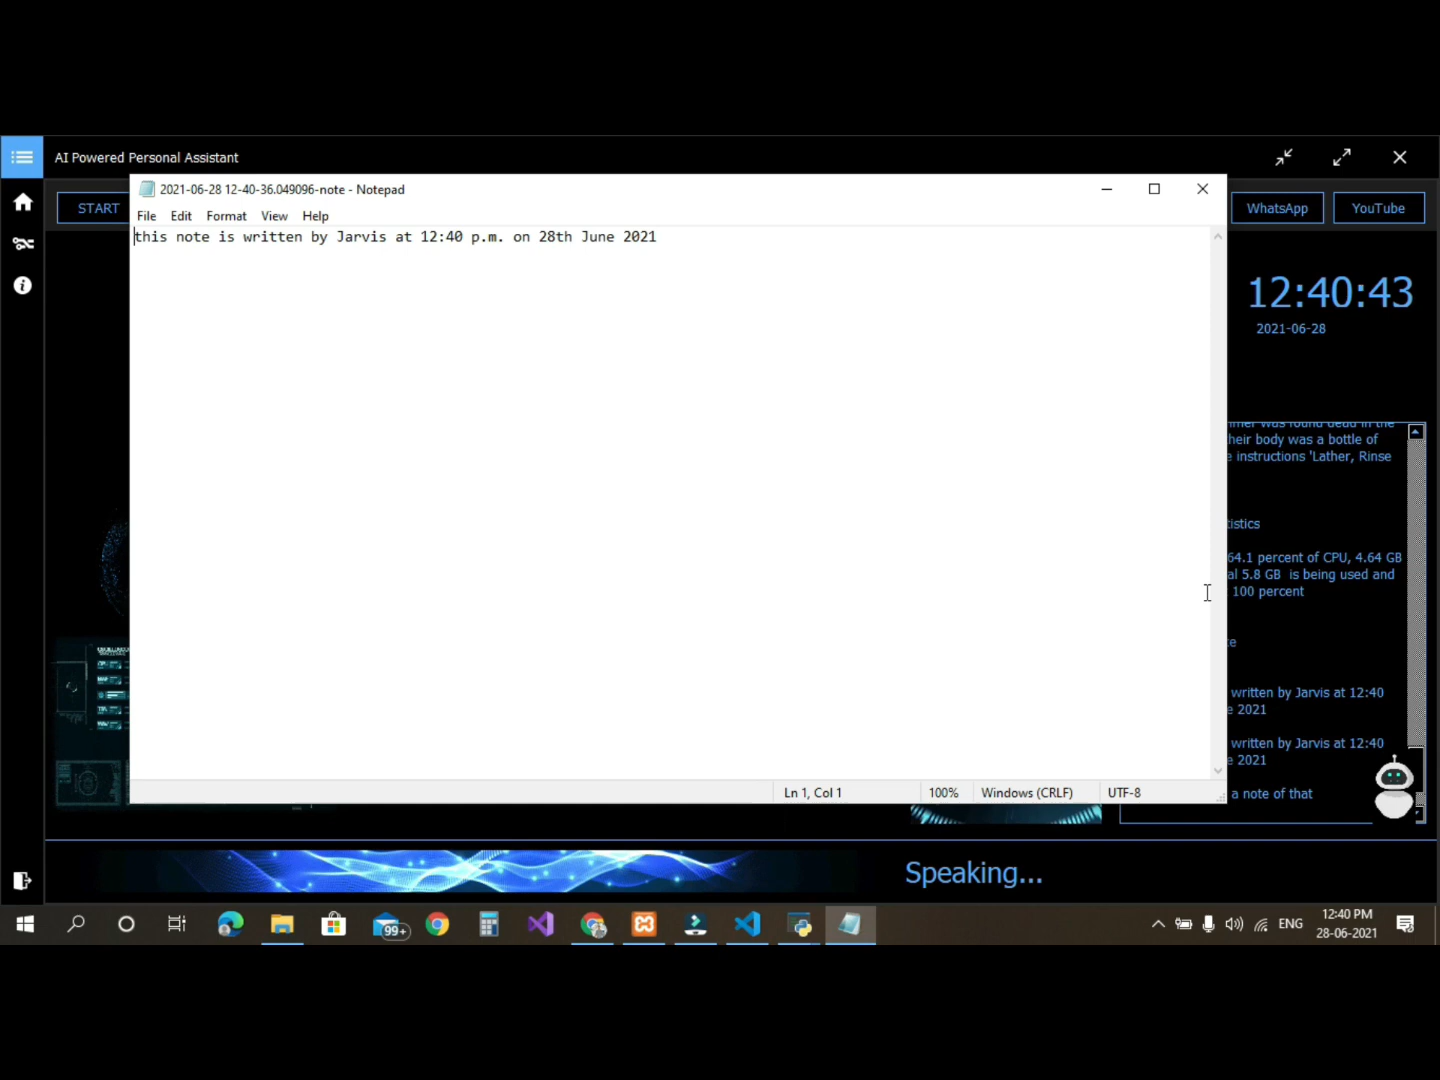 AI Powered Personal Assistant
2021-06-28 12-40-36.049096-note - Notepad
START
File Edit Format View Help
WhatsApp
YouTube
this note is written by Jarvis at 12:40 p.m. on 28th June 2021
12:40:43
2021-06-28
was found dead in the
body was a bottle of
instructions 'Lather, Rinse
64.1 percent of CPU, 4.64 GB
5.8 GB is being used and
100 percent
written by Jarvis at 12:40
2021
written by Jarvis at 12:40
2021
a note of that
Ln 1, Col 1
100%
Windows (CRLF)
UTF-8
Speaking...
99+
ENG
12:40 PM
28-06-2021